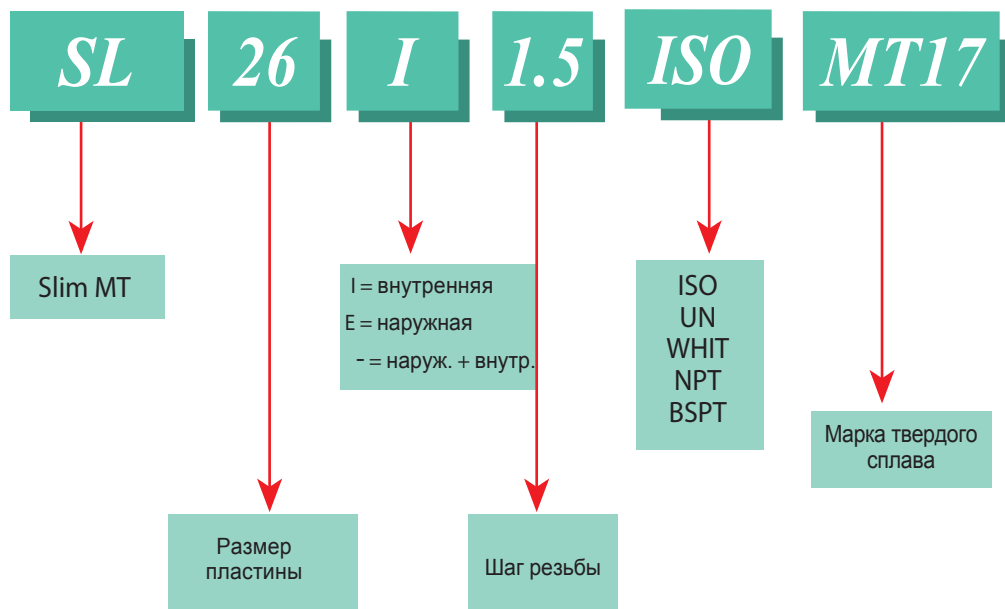 SL 26 I 1.5 ISO MT17
Slim MT
I = внутренняя
E = наружная
- = наруж. + внутр.
ISO
UN
WHIT
NPT
BSPT
Марка твердого
сплава
Размер
пластины
Шаг резьбы